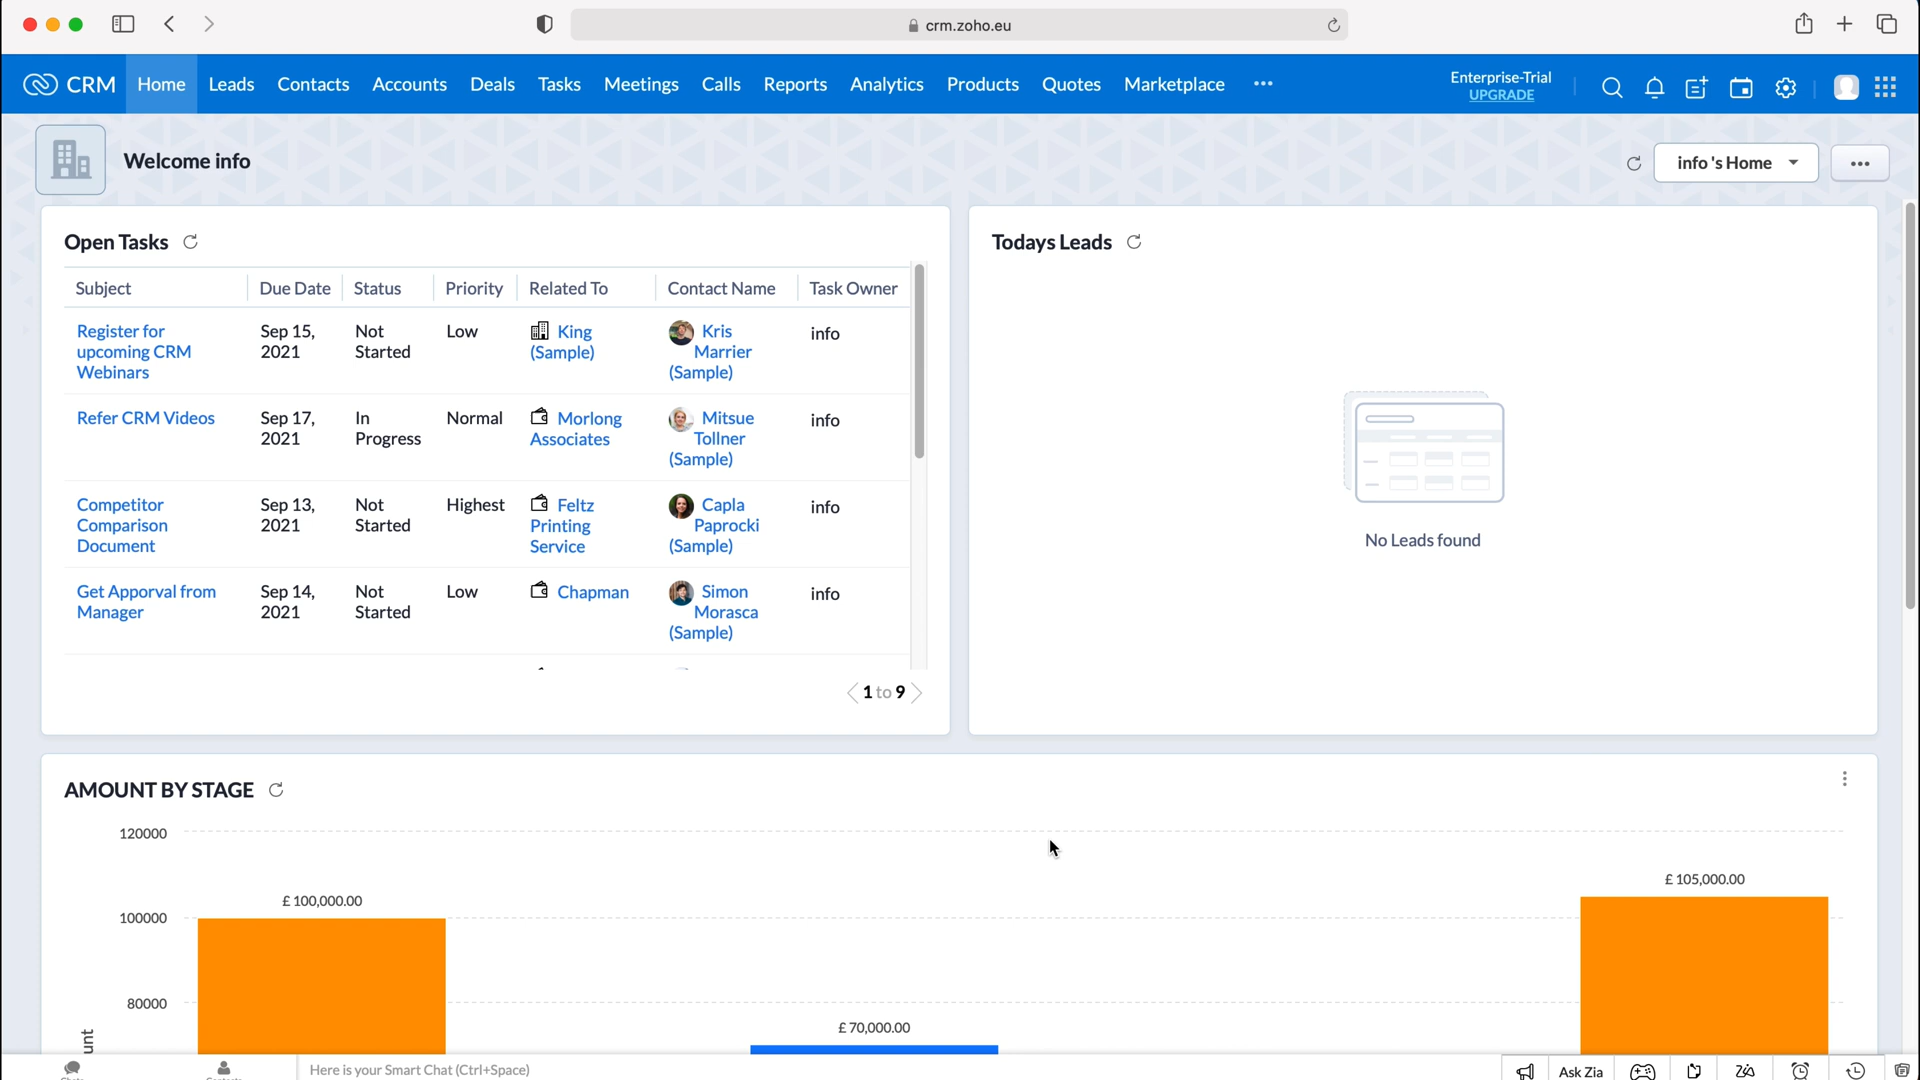 crm.zoho.eu
CRM Home Leads Contacts Accounts Deals Tasks Meetings Calls Reports Analytics Products Quotes Marketplace ...
Enterprise-Trial
UPGRADE
Welcome info
info 's Home
Open Tasks
Subject Due Date Status Priority Related To Contact Name Task Owner
Register for
upcoming CRM
Webinars
Sep 15,
2021
Not
Started
Low
King
(Sample)
Kris
Marrier
(Sample)
info
Refer CRM Videos
Sep 17,
2021
In
Progress
Normal
Morlong
Associates
Mitsue
Tollner
(Sample)
info
Competitor
Comparison
Document
Sep 13,
2021
Not
Started
Highest
Feltz
Printing
Service
Capla
Paprocki
(Sample)
info
Get Apporval from
Manager
Sep 14,
2021
Not
Started
Low
Chapman
Simon
Morasca
(Sample)
info
1 to 9
Todays Leads
No Leads found
AMOUNT BY STAGE
120000
£ 105,000.00
£ 100,000.00
100000
80000
£ 70,000.00
Here is your Smart Chat (Ctrl+Space)
Ask Zia